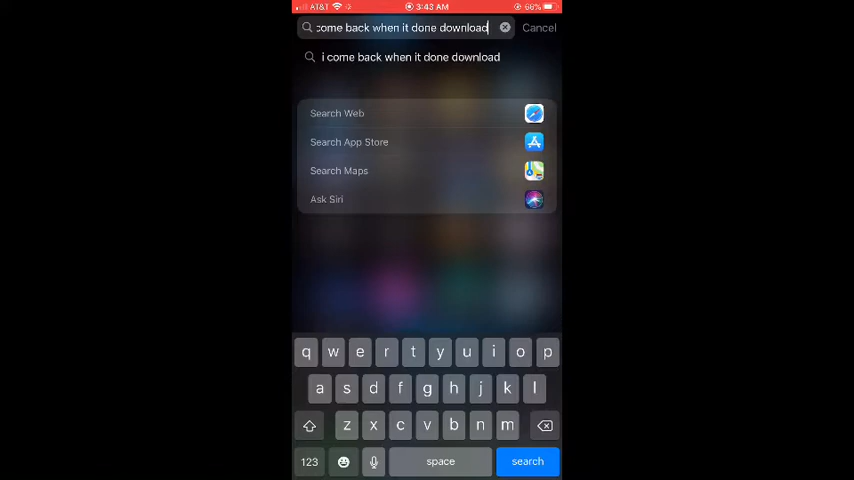 AT&T 3:43 AM 66%
come back when it done download Cancel
i come back when it done download
Search Web
Search App Store
Search Maps
Ask Siri
q w e r t y u i o p
a s d f g h j k l
z x c v b n m
123 space search